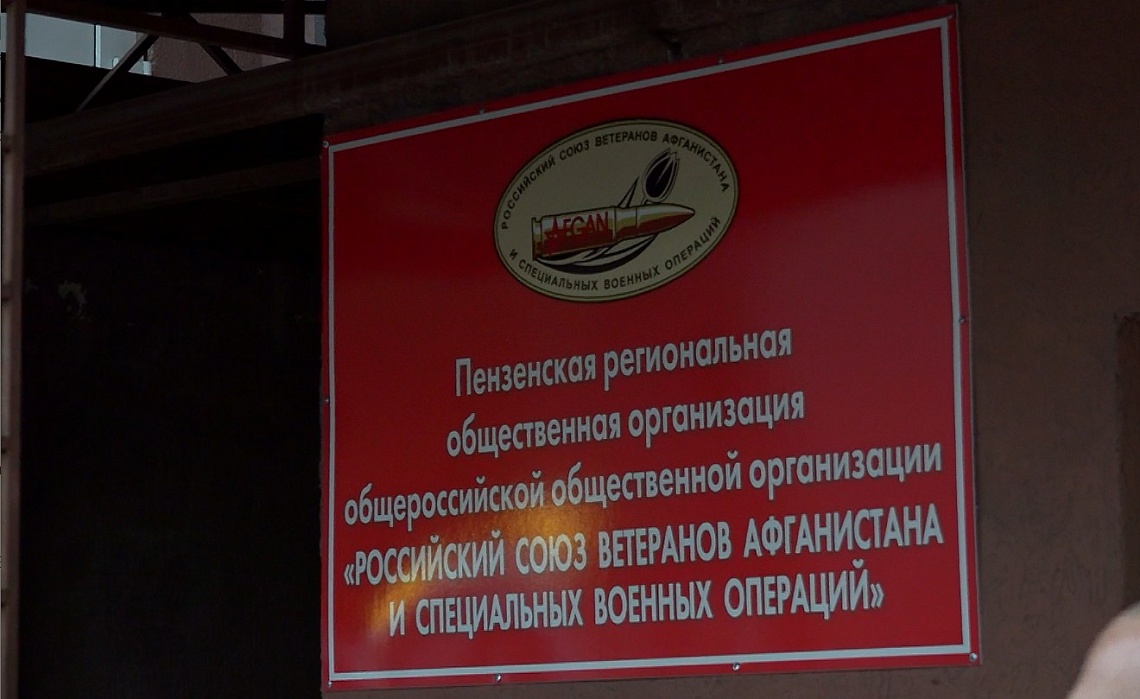 РОССИЙСКИЙ СОЮЗ ВЕТЕРАНОВ АФГАНИСТАНА
AFGAN
И СПЕЦИАЛЬНЫХ ВОЕННЫХ ОПЕРАЦИЙ
Пензенская региональная
общественная организация
общероссийской общественной организации
«РОССИЙСКИЙ СОЮЗ ВЕТЕРАНОВ АФГАНИСТАНА
И СПЕЦИАЛЬНЫХ ВОЕННЫХ ОПЕРАЦИЙ»